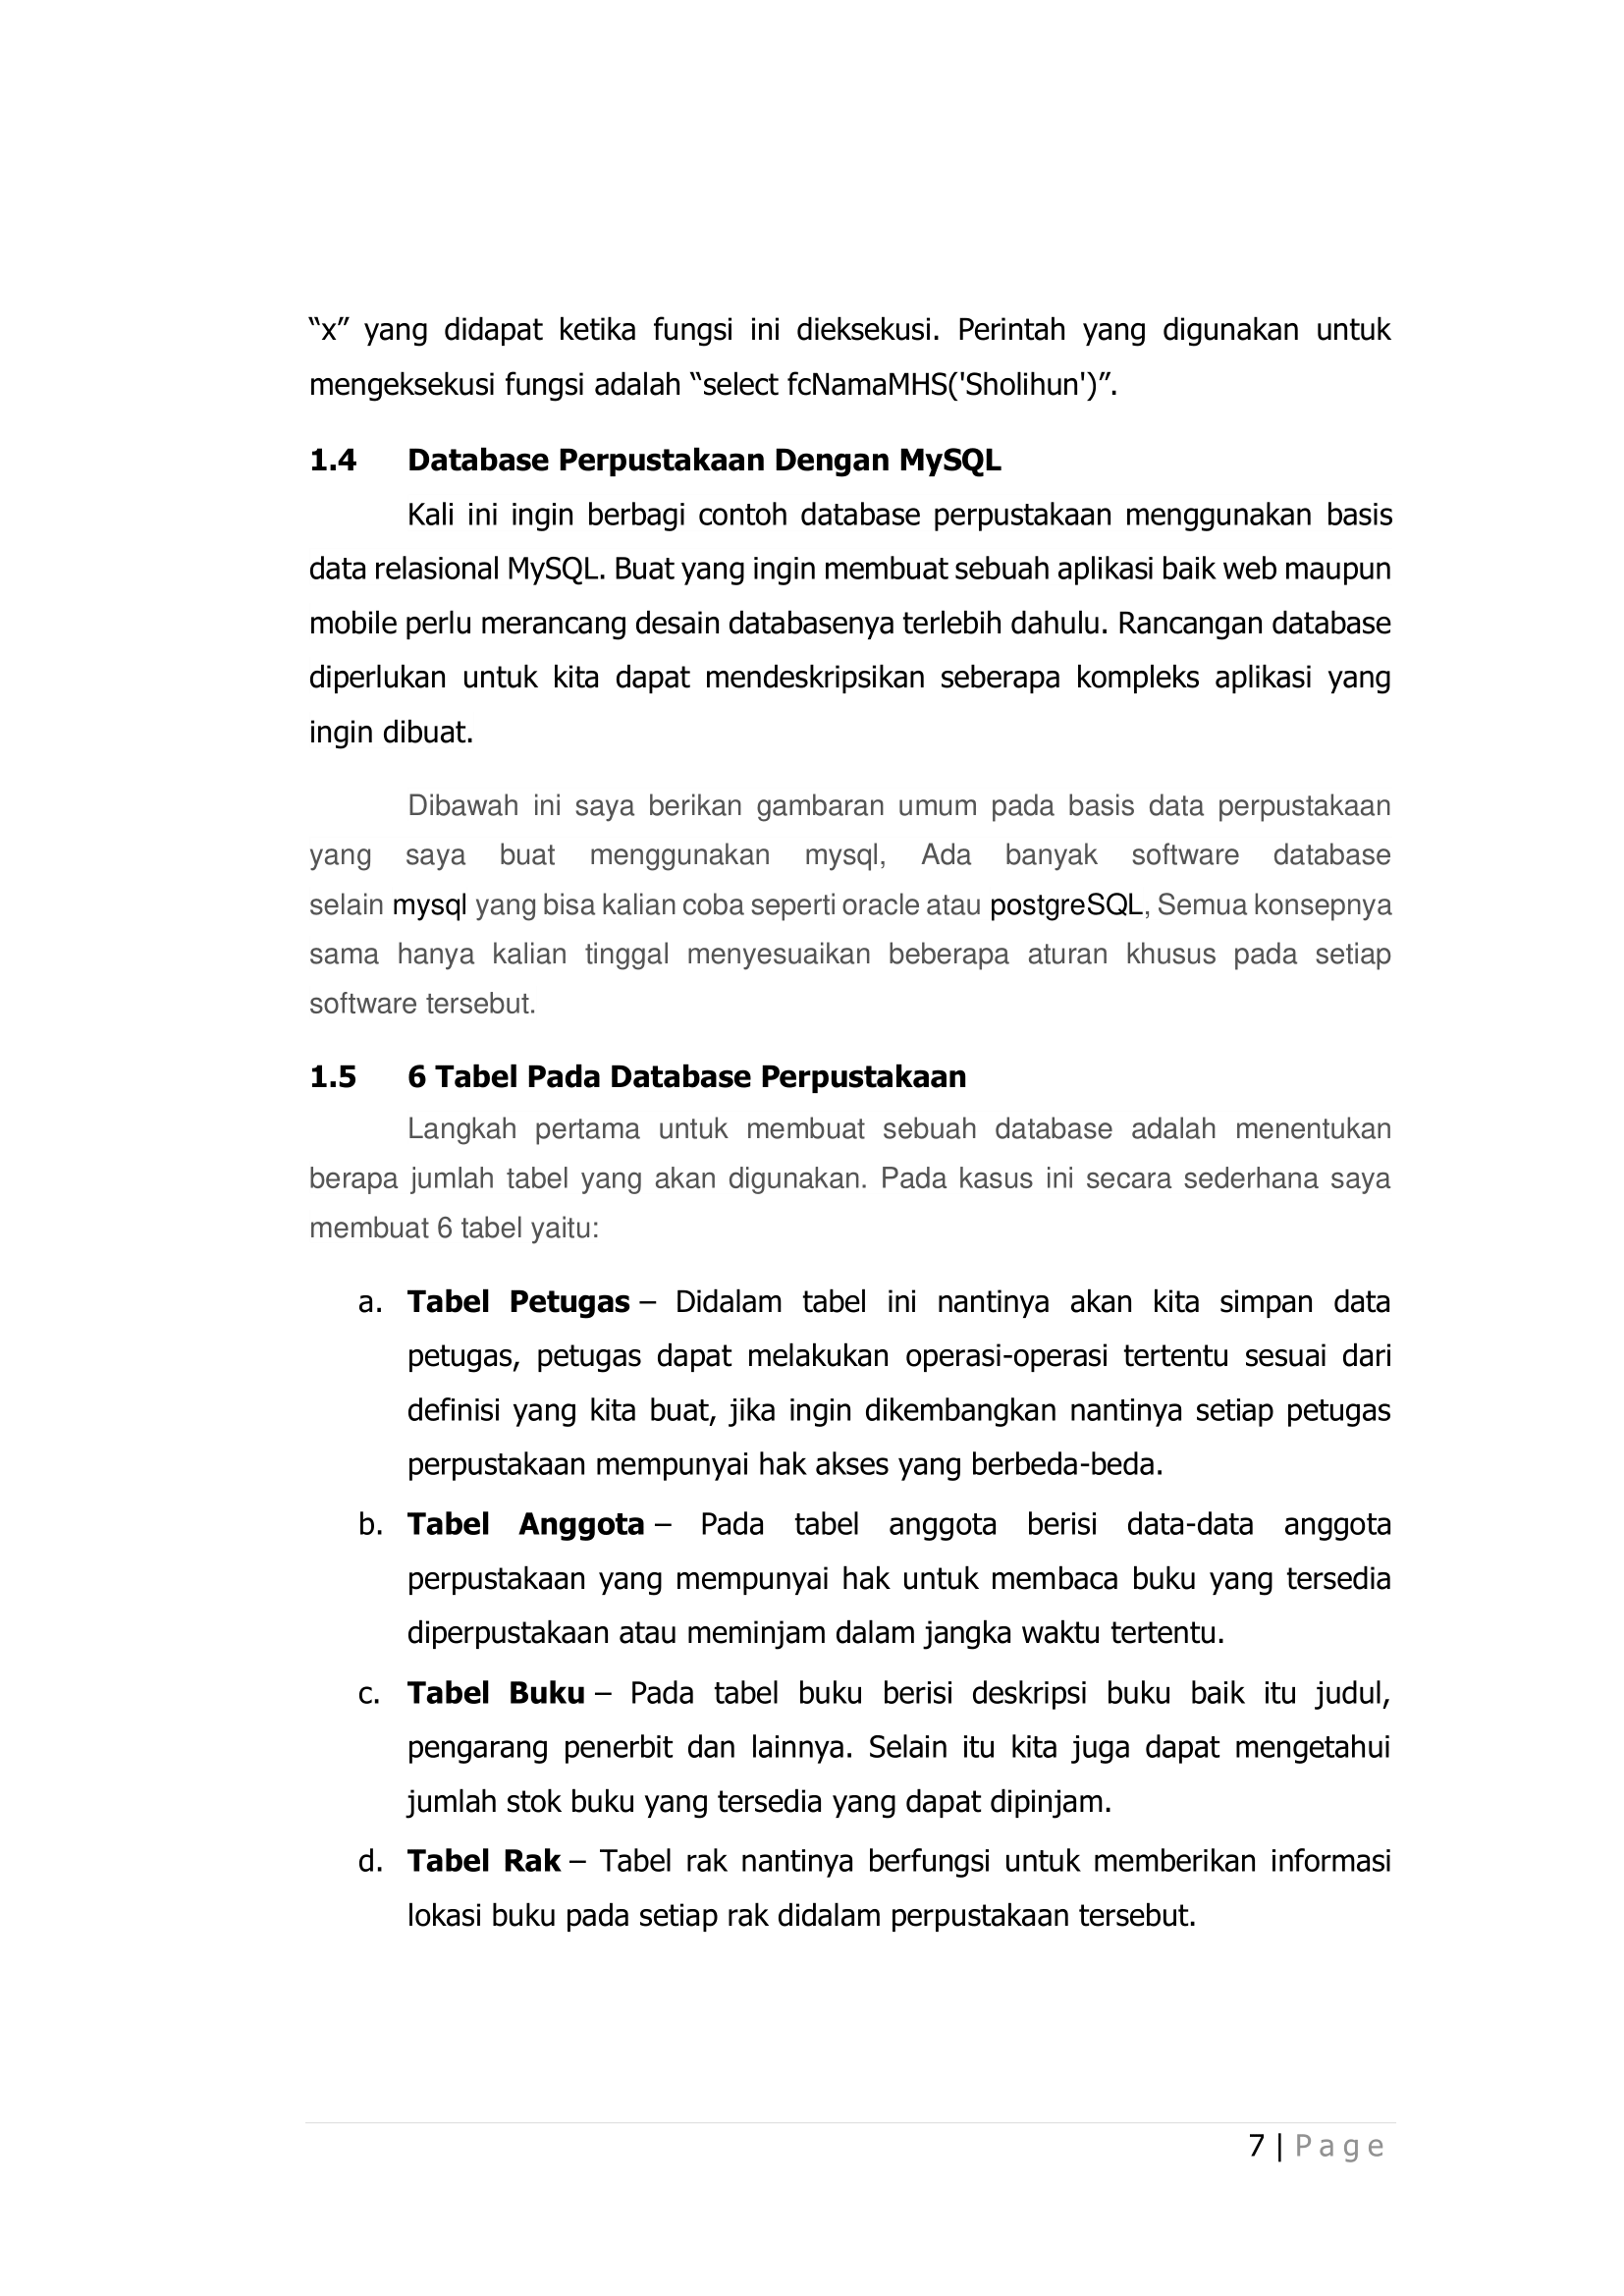 “x” yang didapat ketika fungsi ini dieksekusi. Perintah yang digunakan untuk
mengeksekusi fungsi adalah “select fcNamaMHS('Sholihun')”.
1.4 Database Perpustakaan Dengan MySQL
Kali ini ingin berbagi contoh database perpustakaan menggunakan basis
data relasional MySQL. Buat yang ingin membuat sebuah aplikasi baik web maupun
mobile perlu merancang desain databasenya terlebih dahulu. Rancangan database
diperlukan untuk kita dapat mendeskripsikan seberapa kompleks aplikasi yang
ingin dibuat.
Dibawah ini saya berikan gambaran umum pada basis data perpustakaan
yang saya buat menggunakan mysql, Ada banyak software database
selain mysql yang bisa kalian coba seperti oracle atau postgreSQL, Semua konsepnya
sama hanya kalian tinggal menyesuaikan beberapa aturan khusus pada setiap
software tersebut.
1.5 6 Tabel Pada Database Perpustakaan
Langkah pertama untuk membuat sebuah database adalah menentukan
berapa jumlah tabel yang akan digunakan. Pada kasus ini secara sederhana saya
membuat 6 tabel yaitu:
a. Tabel Petugas – Didalam tabel ini nantinya akan kita simpan data
petugas, petugas dapat melakukan operasi-operasi tertentu sesuai dari
definisi yang kita buat, jika ingin dikembangkan nantinya setiap petugas
perpustakaan mempunyai hak akses yang berbeda-beda.
b. Tabel Anggota – Pada tabel anggota berisi data-data anggota
perpustakaan yang mempunyai hak untuk membaca buku yang tersedia
diperpustakaan atau meminjam dalam jangka waktu tertentu.
c. Tabel Buku – Pada tabel buku berisi deskripsi buku baik itu judul,
pengarang penerbit dan lainnya. Selain itu kita juga dapat mengetahui
jumlah stok buku yang tersedia yang dapat dipinjam.
d. Tabel Rak – Tabel rak nantinya berfungsi untuk memberikan informasi
lokasi buku pada setiap rak didalam perpustakaan tersebut.
7 | Page